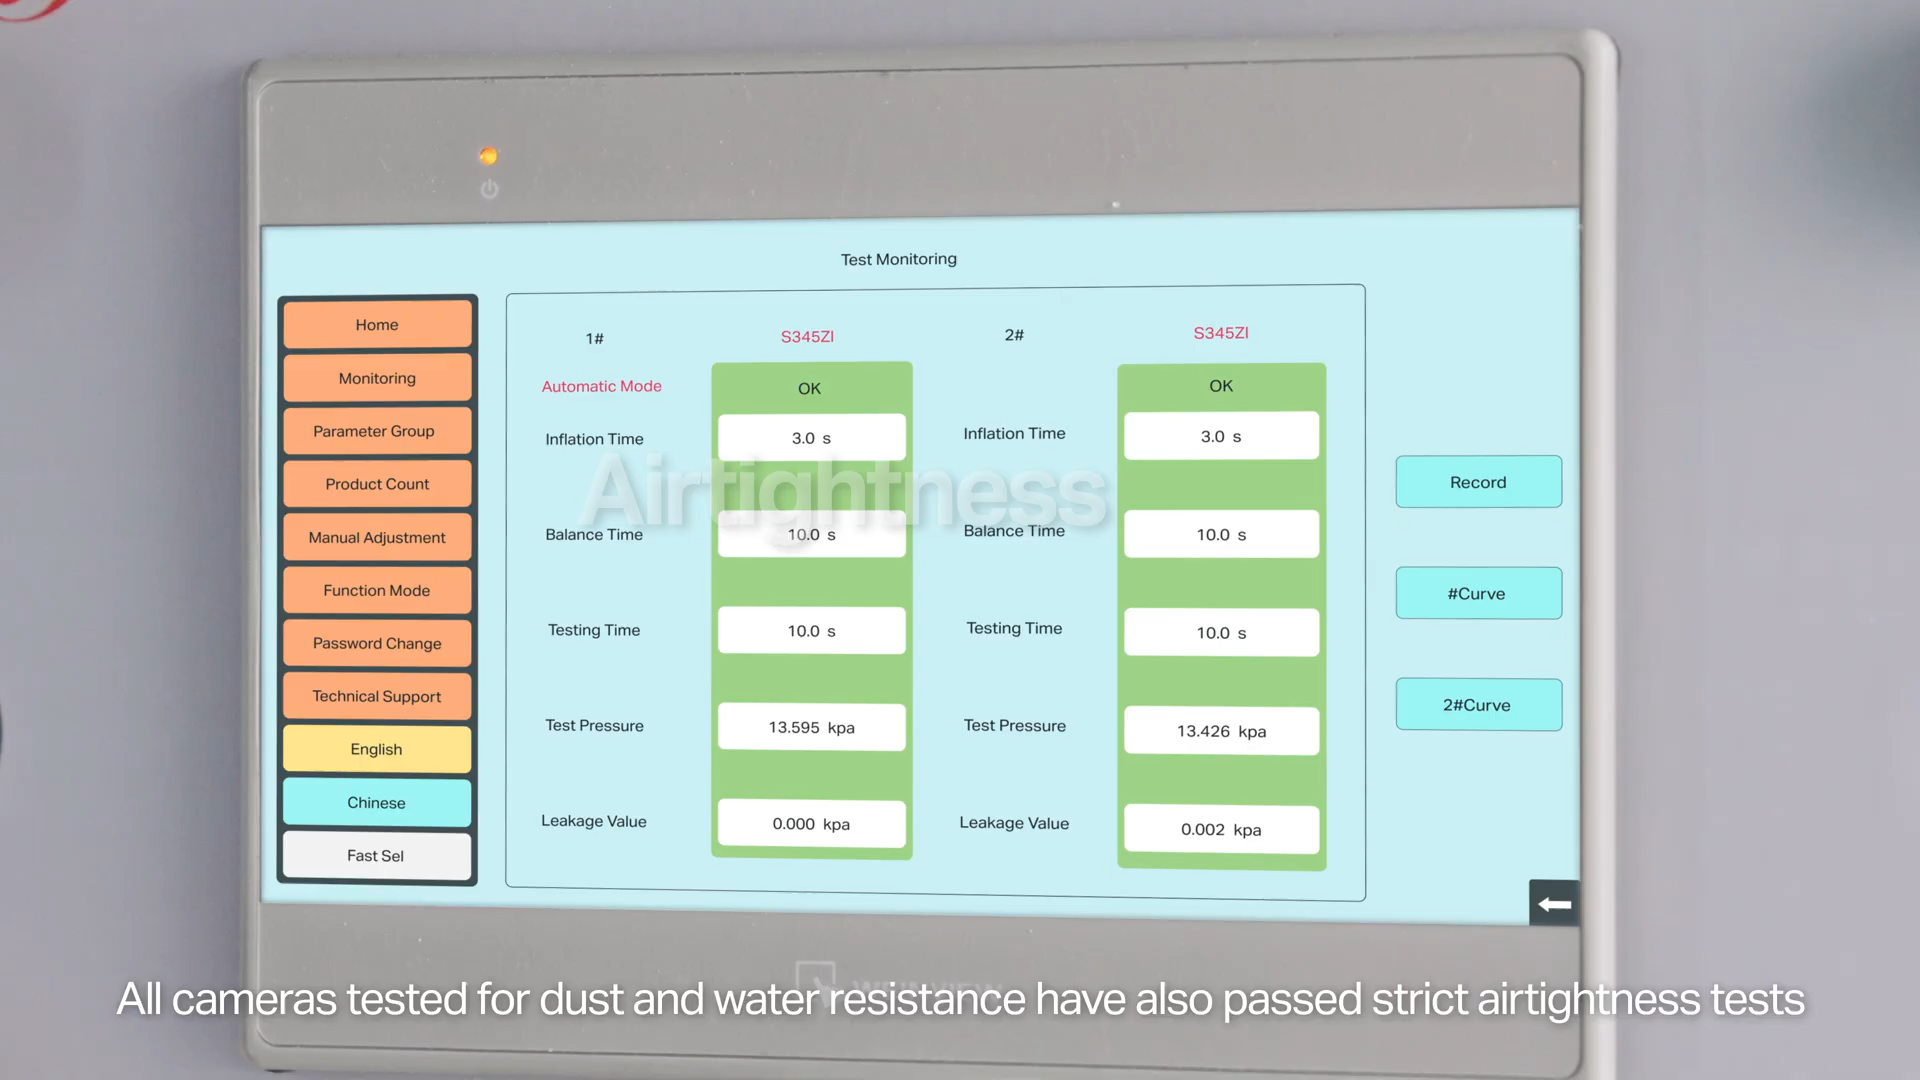 Test Monitoring
Home
Monitoring
Parameter Group
Product Count
Manual Adjustment
Function Mode
Password Change
Technical Support
English
Chinese
Fast Sel
1# S345ZI 2# S345ZI
Automatic Mode OK OK
Inflation Time 3.0 s Inflation Time 3.0 s
Airtightness
Balance Time 10.0 s Balance Time 10.0 s
Testing Time 10.0 s Testing Time 10.0 s
Test Pressure 13.595 kpa Test Pressure 13.426 kpa
Leakage Value 0.000 kpa Leakage Value 0.002 kpa
Record
#Curve
2#Curve
All cameras tested for dust and water resistance have also passed strict airtightness tests